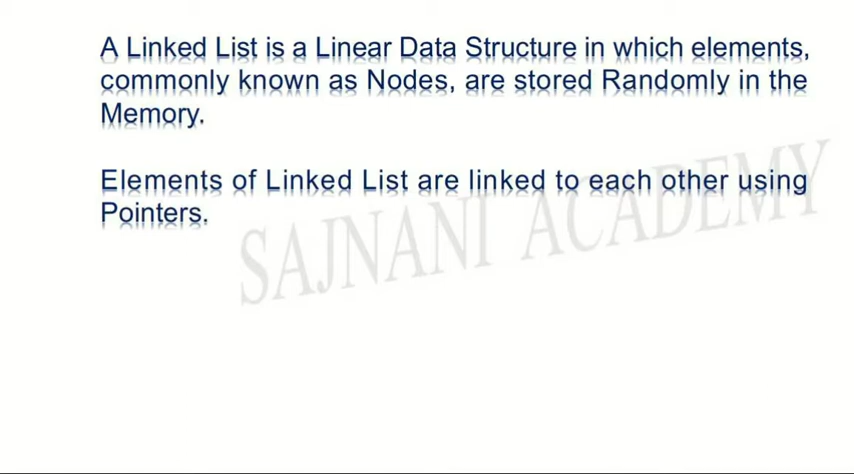 A Linked List is a Linear Data Structure in which elements,
commonly known as Nodes, are stored Randomly in the
Memory.
Elements of Linked List are linked to each other using
Pointers.
SAJNANI ACADEMY